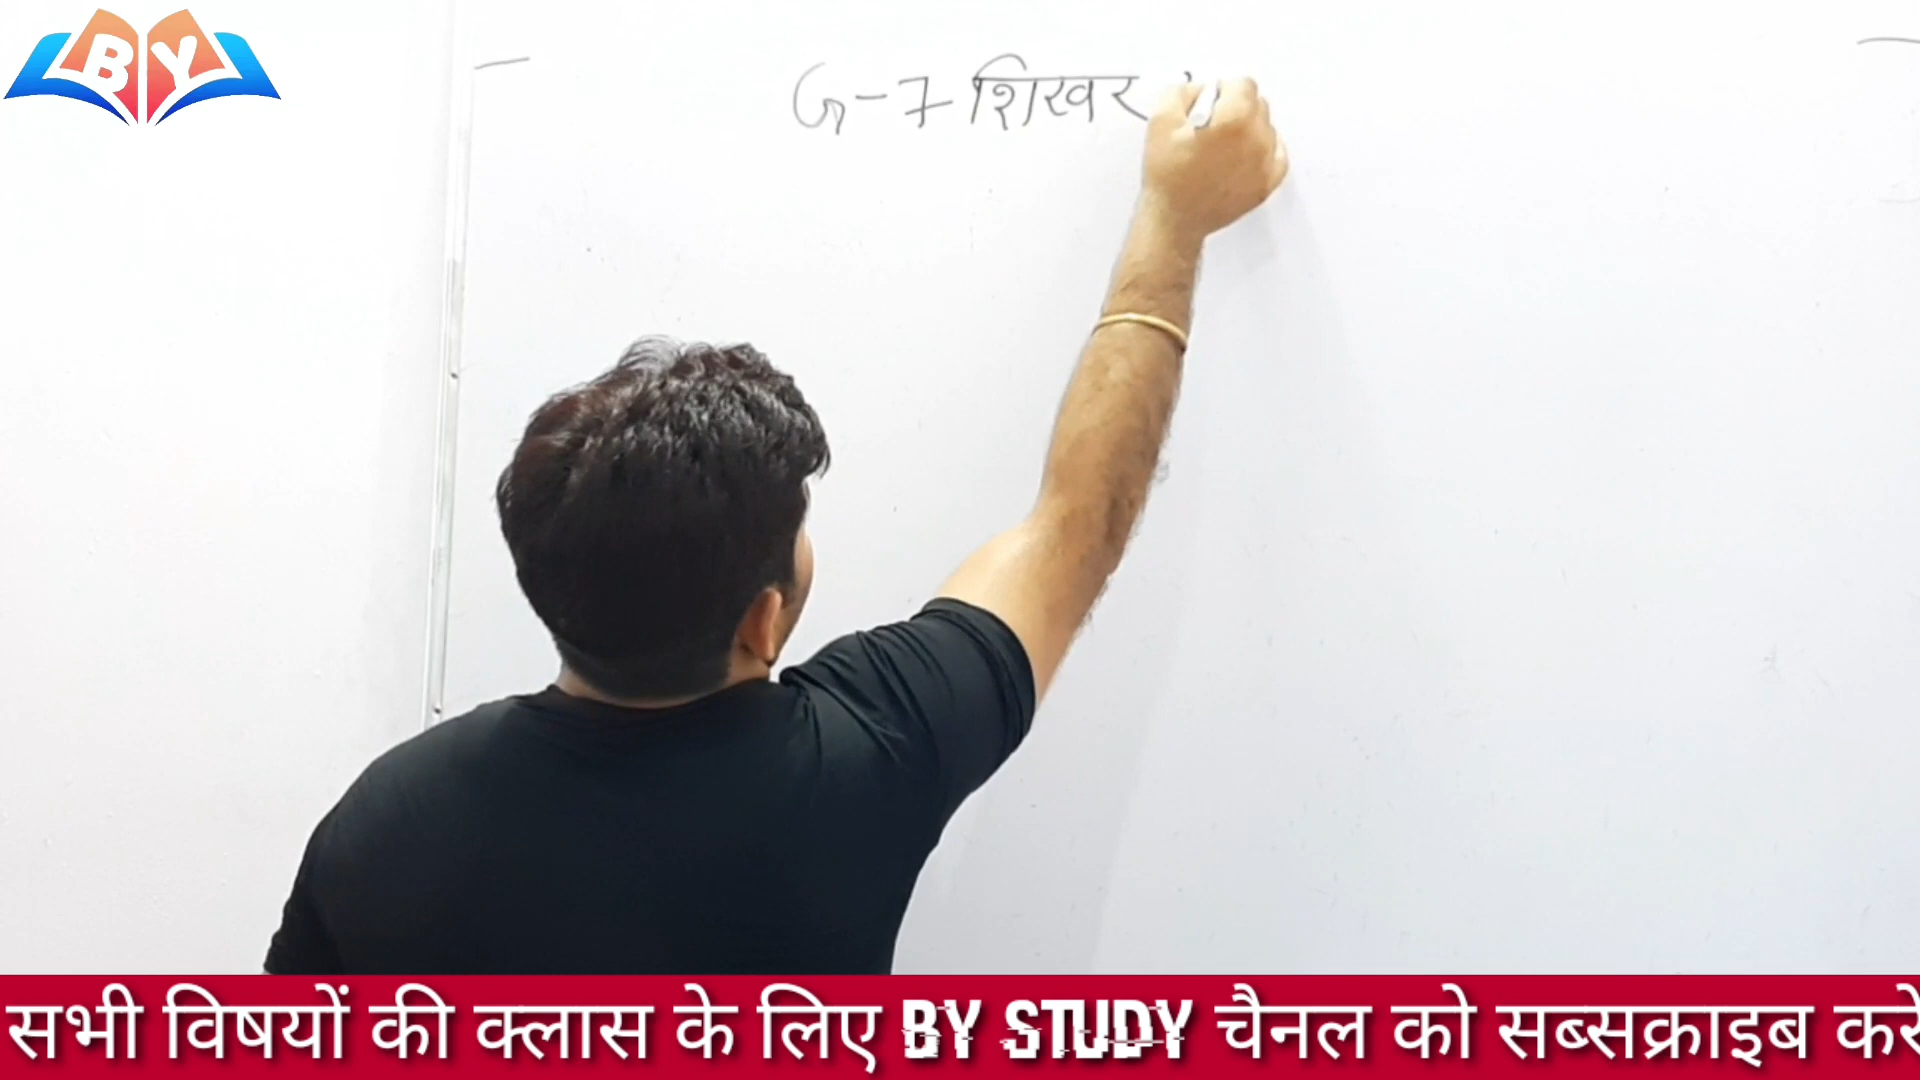 BY
G-7 शिखर
सभी विषयों की क्लास के लिए BY STUDY चैनल को सब्सक्राइब करे